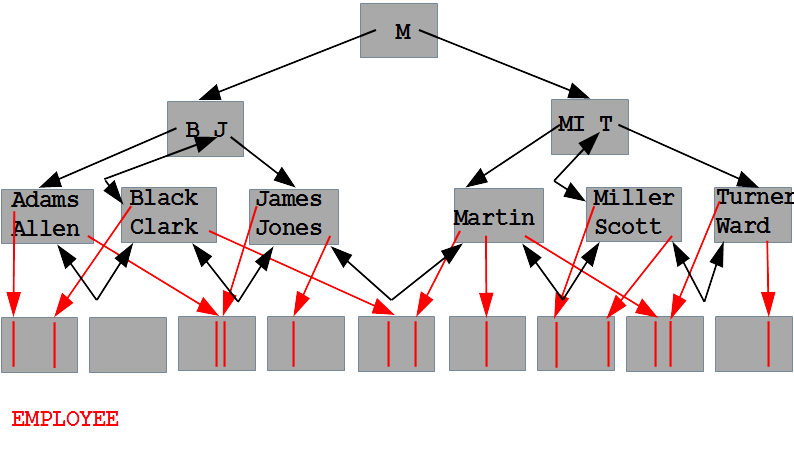 M
B J
MI T
Adams
Allen
Black
Clark
James
Jones
Martin
Miller
Scott
Turner
Ward
EMPLOYEE